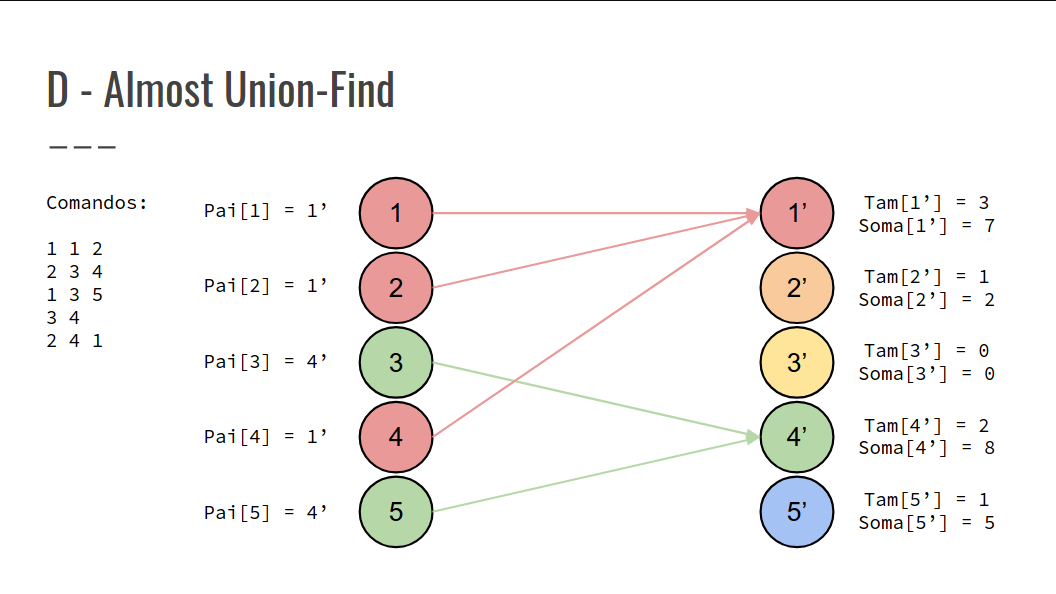 D - Almost Union-Find
Comandos:
1 1 2
2 3 4
1 3 5
3 4
2 4 1
Pai[1] = 1’
Pai[2] = 1’
Pai[3] = 4’
Pai[4] = 1’
Pai[5] = 4’
1
2
3
4
5
1’
2’
3’
4’
5’
Tam[1’] = 3
Soma[1’] = 7
Tam[2’] = 1
Soma[2’] = 2
Tam[3’] = 0
Soma[3’] = 0
Tam[4’] = 2
Soma[4’] = 8
Tam[5’] = 1
Soma[5’] = 5